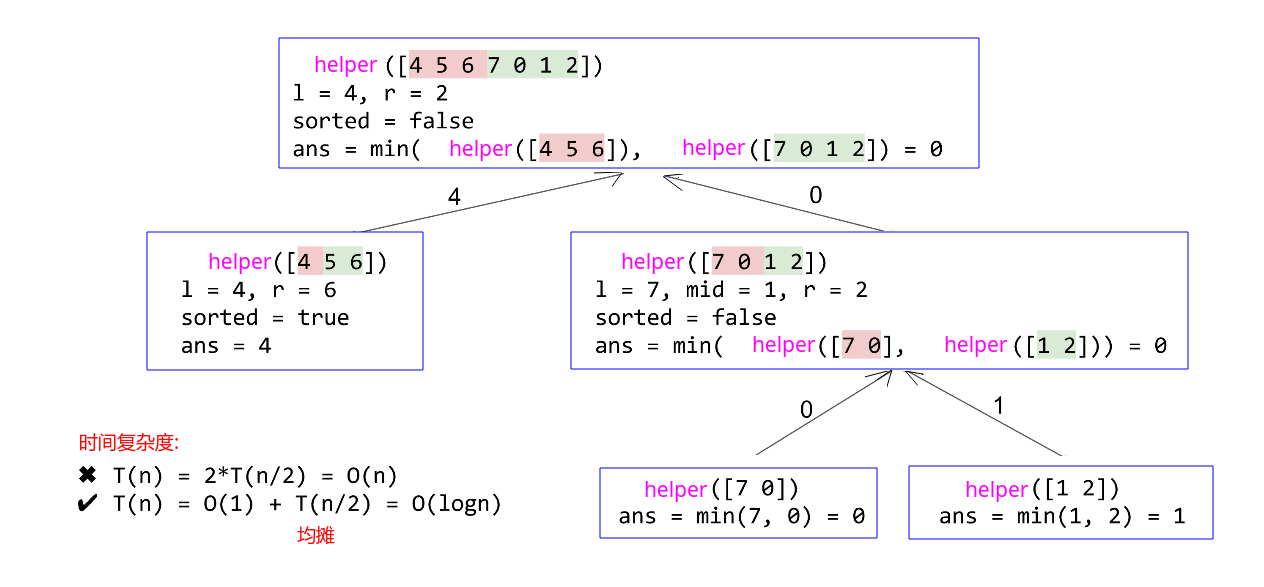 helper([4 5 6 7 0 1 2])
l = 4, r = 2
sorted = false
ans = min( helper([4 5 6]), helper([7 0 1 2]) = 0
4
0
helper([4 5 6])
l = 4, r = 6
sorted = true
ans = 4
helper([7 0 1 2])
l = 7, mid = 1, r = 2
sorted = false
ans = min( helper([7 0], helper([1 2])) = 0
0
1
helper([7 0])
ans = min(7, 0) = 0
helper([1 2])
ans = min(1, 2) = 1
时间复杂度:
✖ T(n) = 2*T(n/2) = O(n)
✔ T(n) = O(1) + T(n/2) = O(logn)
均摊